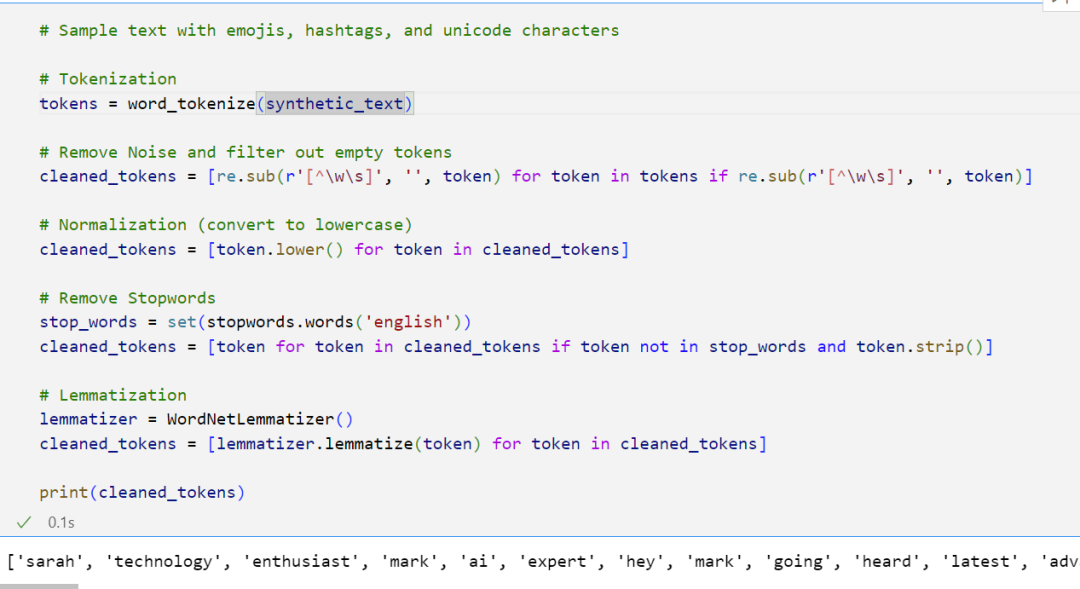 # Sample text with emojis, hashtags, and unicode characters
# Tokenization
tokens = word_tokenize(synthetic_text)
# Remove Noise and filter out empty tokens
cleaned_tokens = [re.sub(r'[^\w\s]', '', token) for token in tokens if re.sub(r'[^\w\s]', '', token)]
# Normalization (convert to lowercase)
cleaned_tokens = [token.lower() for token in cleaned_tokens]
# Remove Stopwords
stop_words = set(stopwords.words('english'))
cleaned_tokens = [token for token in cleaned_tokens if token not in stop_words and token.strip()]
# Lemmatization
lemmatizer = WordNetLemmatizer()
cleaned_tokens = [lemmatizer.lemmatize(token) for token in cleaned_tokens]
print(cleaned_tokens)
0.1s
['sarah', 'technology', 'enthusiast', 'mark', 'ai', 'expert', 'hey', 'mark', 'going', 'heard', 'latest', 'adv